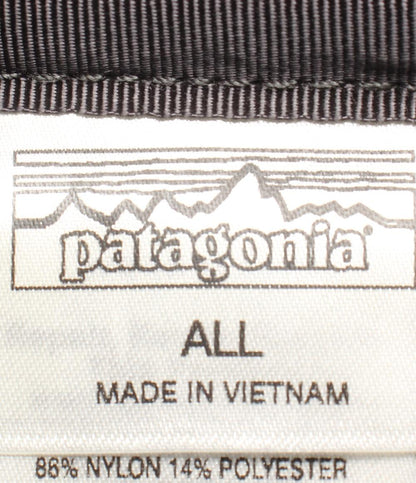 patagonia®
ALL
MADE IN VIETNAM
86% NYLON 14% POLYESTER